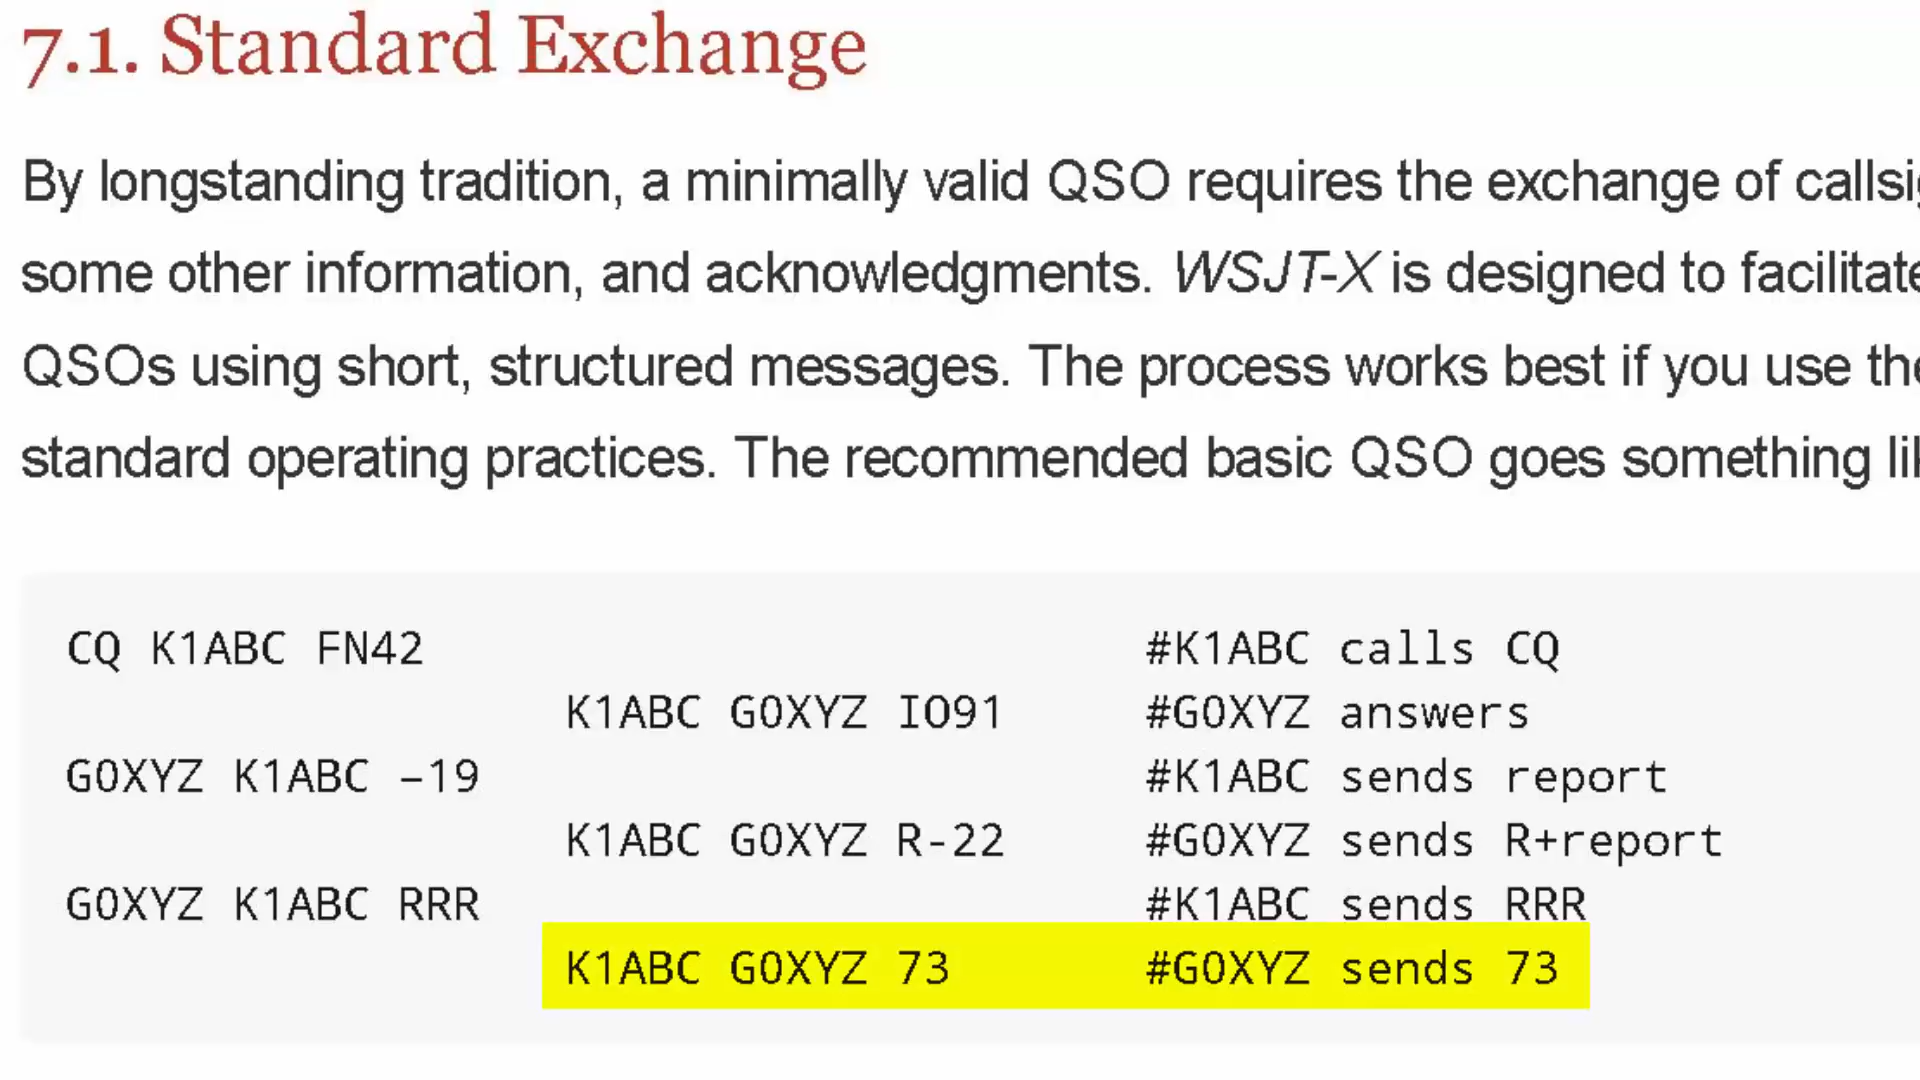 7.1. Standard Exchange
By longstanding tradition, a minimally valid QSO requires the exchange of
some other information, and acknowledgments. WSJT-X is designed to
QSOs using short, structured messages. The process works best if you use
standard operating practices. The recommended basic QSO goes something
CQ K1ABC FN42 #K1ABC calls CQ
K1ABC G0XYZ IO91 #G0XYZ answers
G0XYZ K1ABC –19 #K1ABC sends report
K1ABC G0XYZ R-22 #G0XYZ sends R+report
G0XYZ K1ABC RRR #K1ABC sends RRR
K1ABC G0XYZ 73 #G0XYZ sends 73